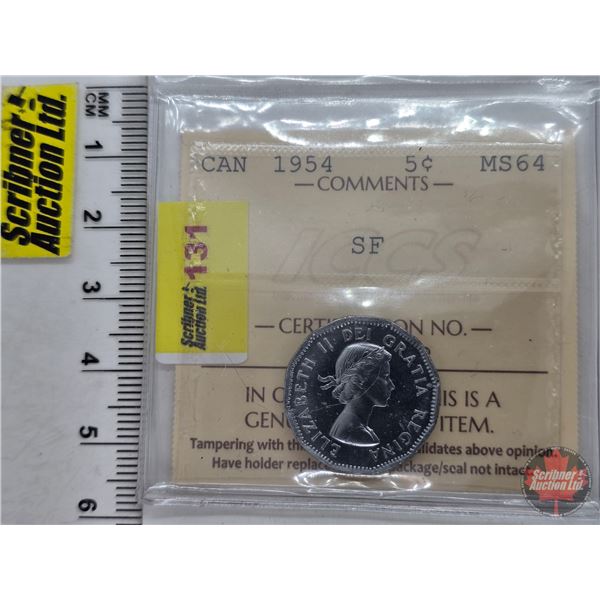 Scribner Auction Ltd.
MM
CM
1
2
3
4
5
6
CAN 1954 5¢ MS64
— COMMENTS —
SF
ICCS
131
Scribner Auction Ltd.
— CERTI ON NO. —
IN C IS IS A
GEN ITEM.
Tampering with th lidates above opinion.
Have holder replac package/seal not intac
ELIZABETH II DEI GRATIA REGINA
Scribner Auction Ltd.